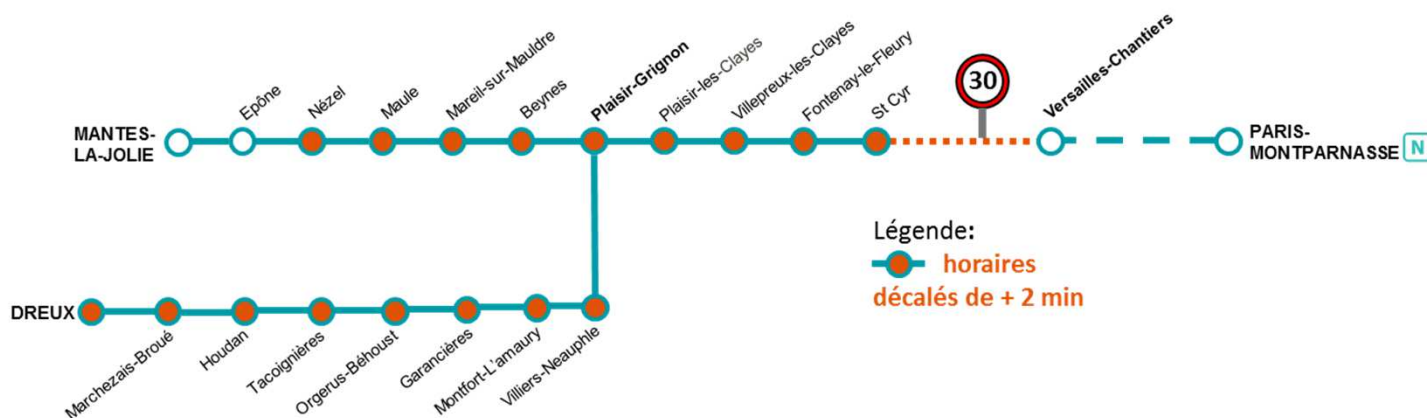 MANTES-
LA-JOLIE
Epône
Nézel
Maule
Mareil-sur-Mauldre
Beynes
Plaisir-Grignon
Plaisir-les-Clayes
Villepreux-les-Clayes
Fontenay-le-Fleury
St Cyr
30
Versailles-Chantiers
PARIS-
MONTPARNASSE N
Légende:
horaires
décalés de + 2 min
DREUX
Marchezais-Broué
Houdan
Tacoignières
Orgerus-Béhoust
Garancières
Montfort-L'amaury
Villiers-Neauphle